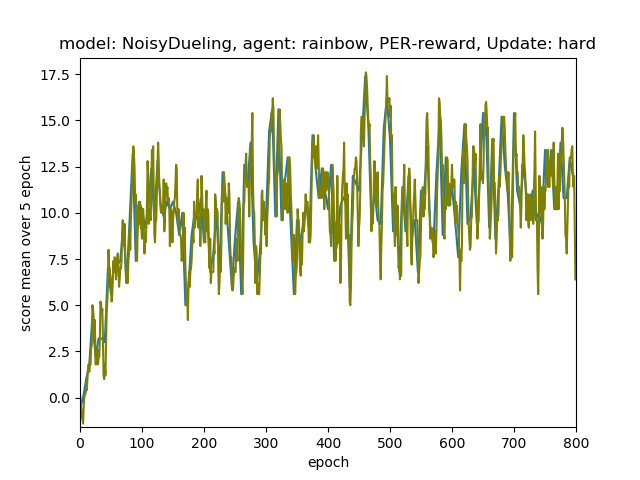 model: NoisyDueling, agent: rainbow, PER-reward, Update: hard
17.5
15.0
12.5
10.0
7.5
5.0
2.5
0.0
score mean over 5 epoch
0 100 200 300 400 500 600 700 800
epoch